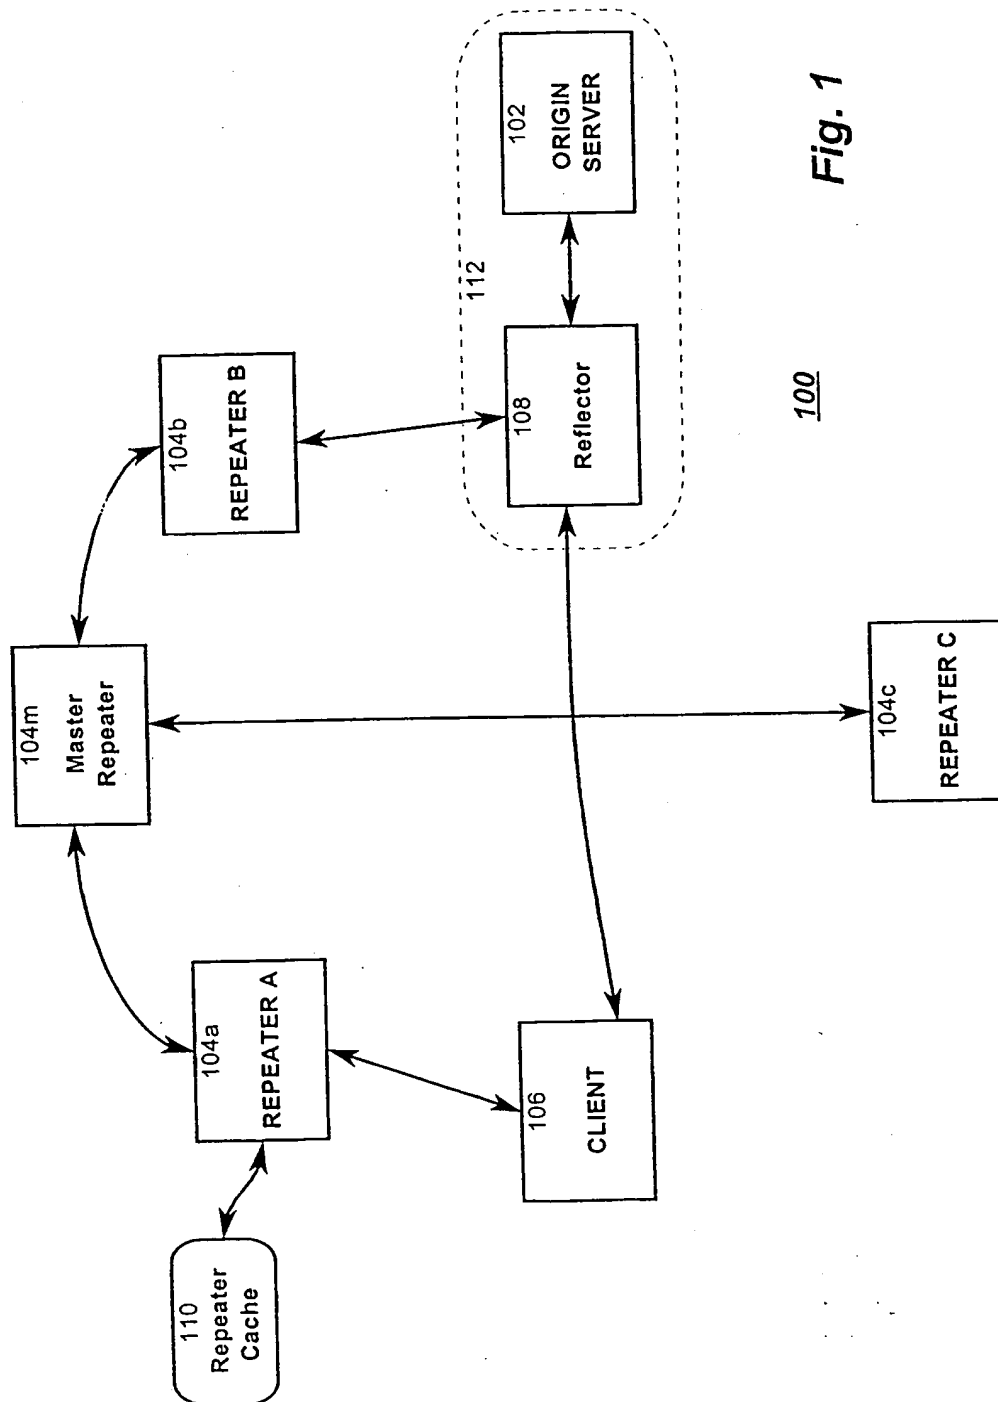 104m
Master
Repeater
104a
REPEATER A
104b
REPEATER B
110
Repeater
Cache
106
CLIENT
108
Reflector
112
102
ORIGIN
SERVER
104c
REPEATER C
100
Fig. 1